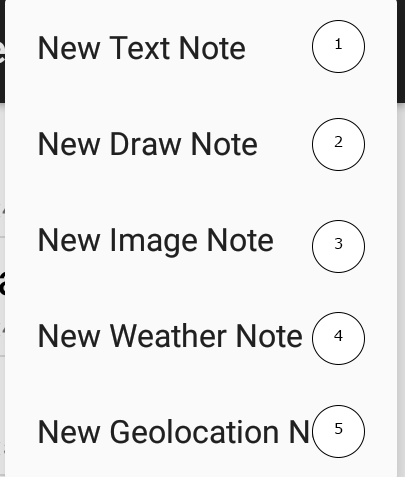 New Text Note 1
New Draw Note 2
New Image Note 3
New Weather Note 4
New Geolocation N 5